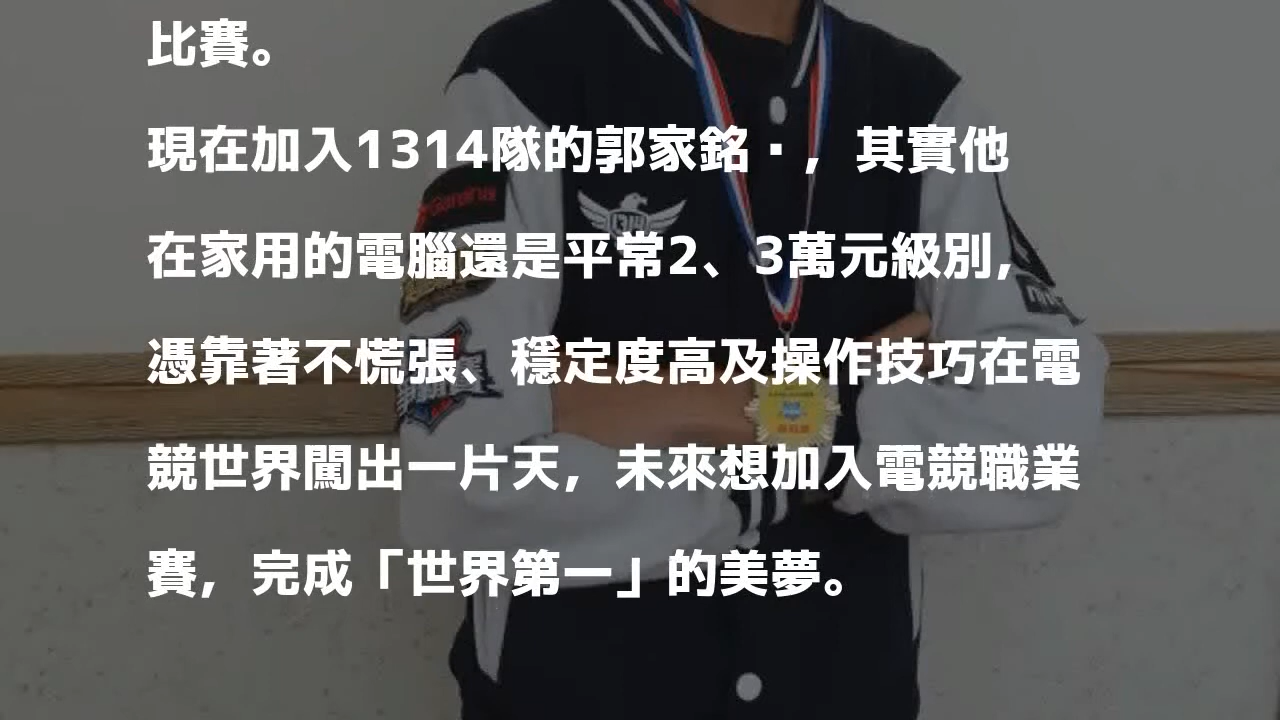 比賽。
現在加入1314隊的郭家銘·，其實他
在家用的電腦還是平常2、3萬元級別，
憑靠著不慌張、穩定度高及操作技巧在電
競世界闖出一片天，未來想加入電競職業
賽，完成「世界第一」的美夢。